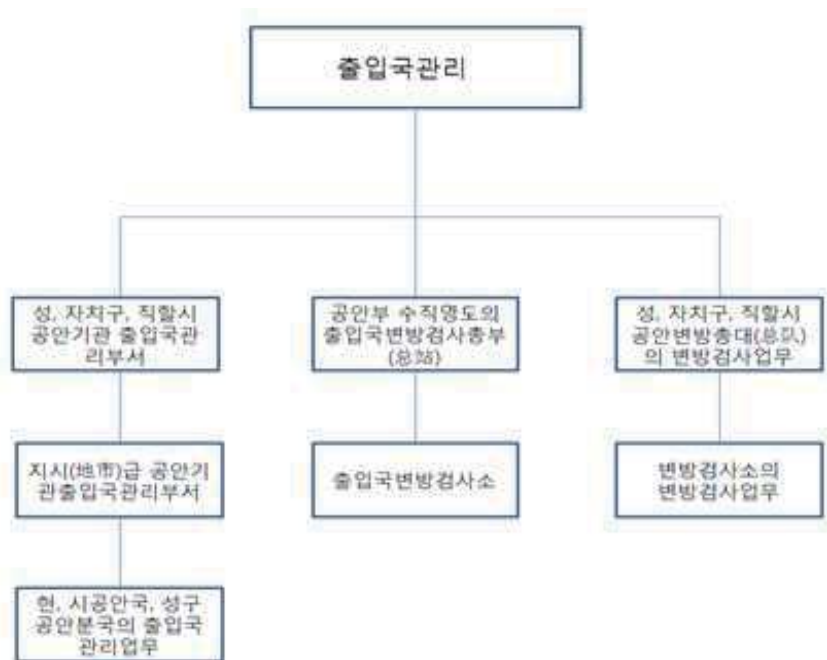 출입국관리
성, 자치구, 직할시
공안기관 출입국관
리부서
공안부 수직영도의
출입국변방검사총부
(总站)
성, 자치구, 직할시
공안변방총대(总队)
의 변방검사업무
지시(地市)급 공안기
관출입국관리부서
출입국변방검사소
변방검사소의
변방검사업무
현, 시공안국, 성구
공안분국의 출입국
관리업무